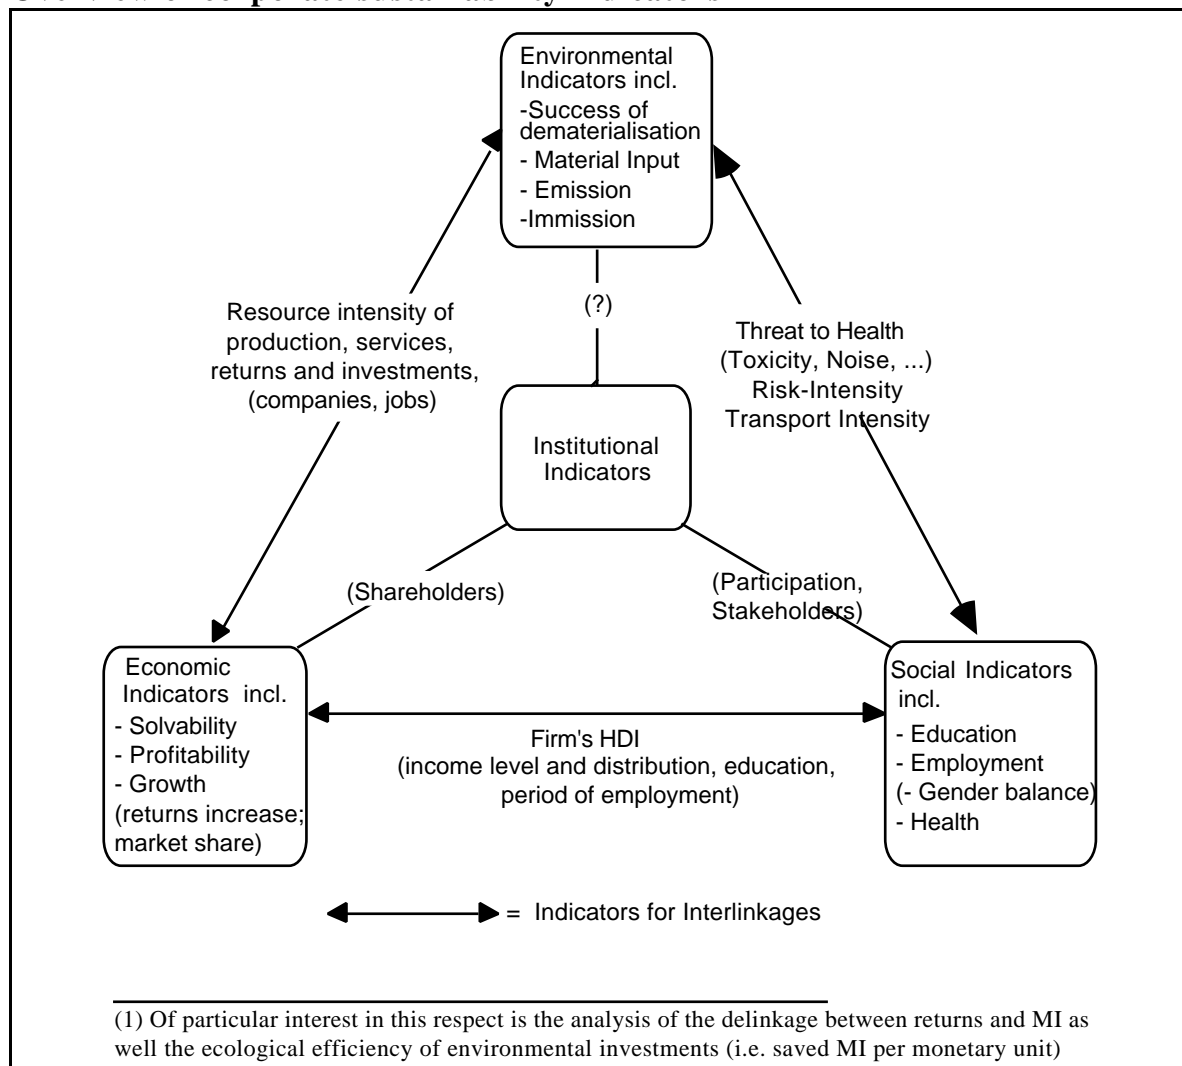 Overview of corporate sustainability indicators
Environmental
Indicators incl.
-Success of
dematerialisation
- Material Input
- Emission
-Immission
Resource intensity of
production, services,
returns and investments,
(companies, jobs)
(?)
Threat to Health
(Toxicity, Noise, ...)
Risk-Intensity
Transport Intensity
Institutional
Indicators
(Shareholders)
(Participation,
Stakeholders)
Economic
Indicators incl.
- Solvability
- Profitability
- Growth
(returns increase;
market share)
Firm's HDI
(income level and distribution, education,
period of employment)
Social Indicators
incl.
- Education
- Employment
(- Gender balance)
- Health
= Indicators for Interlinkages
(1) Of particular interest in this respect is the analysis of the delinkage between returns and MI as
well the ecological efficiency of environmental investments (i.e. saved MI per monetary unit)